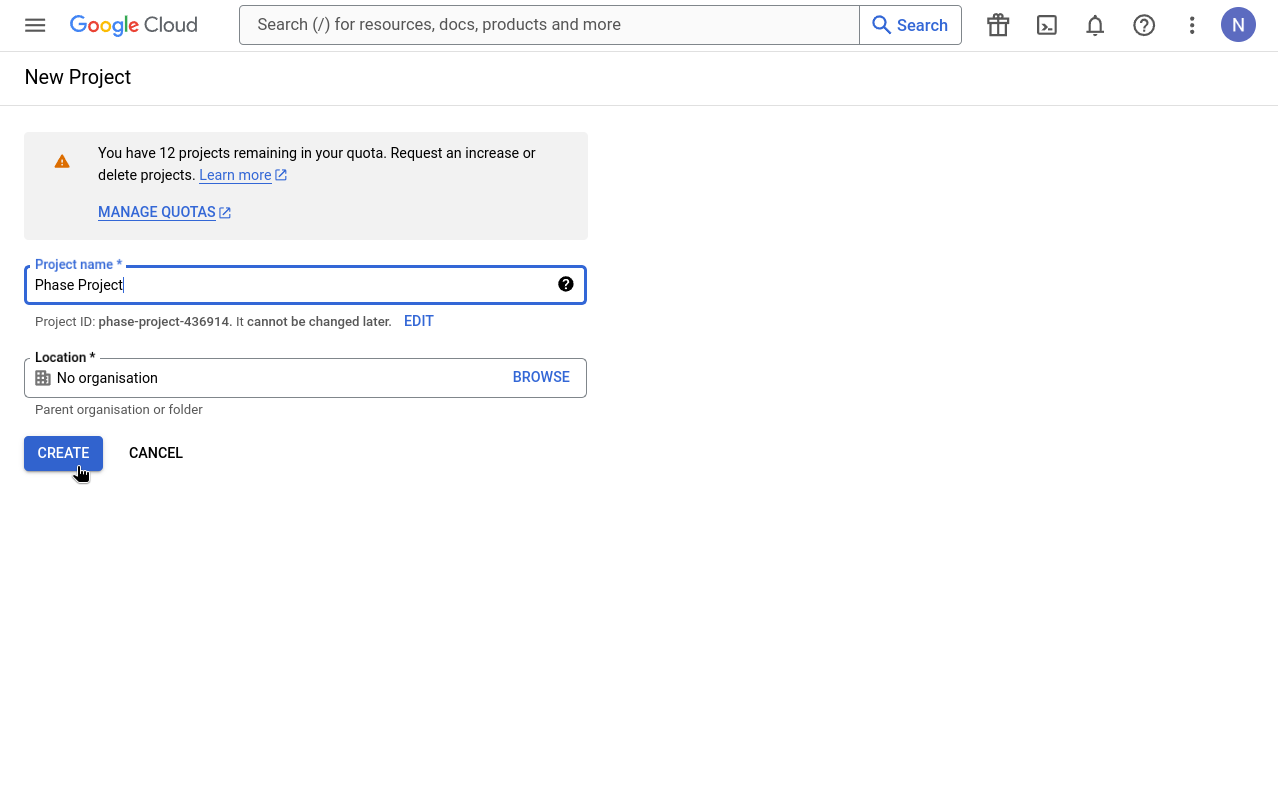 Google Cloud
Search (/) for resources, docs, products and more
Search
N
New Project
You have 12 projects remaining in your quota. Request an increase or
delete projects. Learn more
MANAGE QUOTAS
Project name *
Phase Project
Project ID: phase-project-436914. It cannot be changed later. EDIT
Location *
No organisation
BROWSE
Parent organisation or folder
CREATE
CANCEL